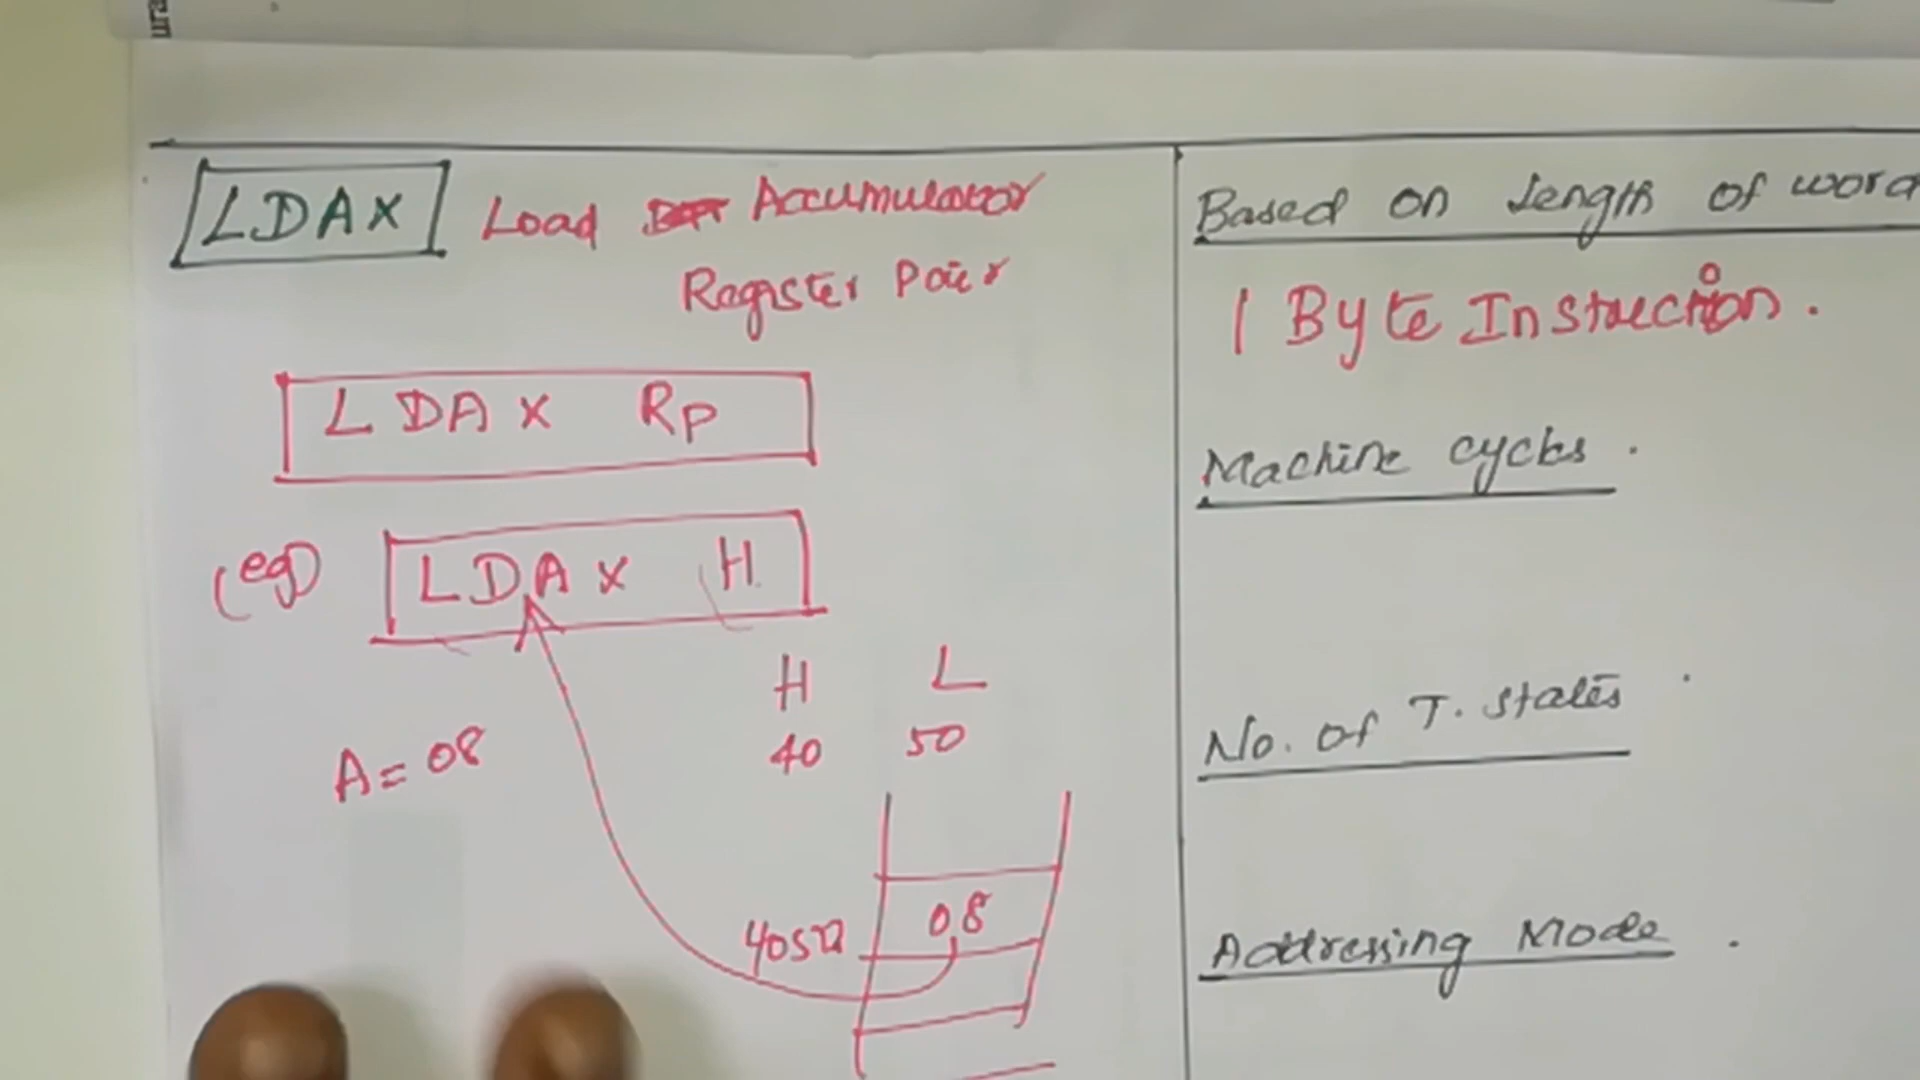 ura
LDAX Load Accumulator
Register Pair
LDAX RP
(eg) LDAX H
H L
A = 08 40 50
4050 08
Based on length of word
1 Byte Instruction.
Machine cycles.
No. of T. states
Addressing Mode.